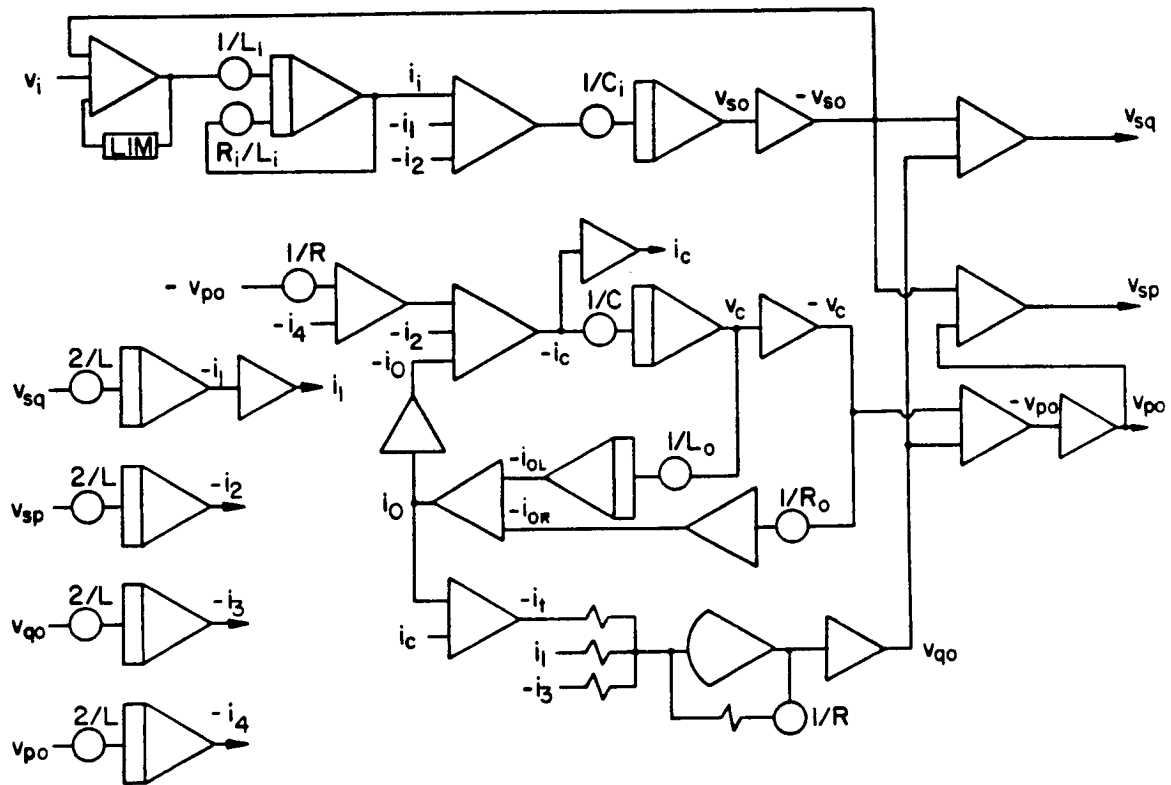 1/Li
1/Ci
vi
ii
vso
-vso
vsq
LIM
Ri/Li
-i1
-i2
1/R
ic
vsp
- vpo
1/C
vc
-vc
-i4
-i2
-ic
-io
2/L
-i1
i1
vsq
-vpo
vpo
1/Lo
-iOL
2/L
-i2
io
-iOR
1/Ro
vsp
2/L
-i3
-it
vqo
ic
i1
vqo
-i3
1/R
2/L
-i4
vpo